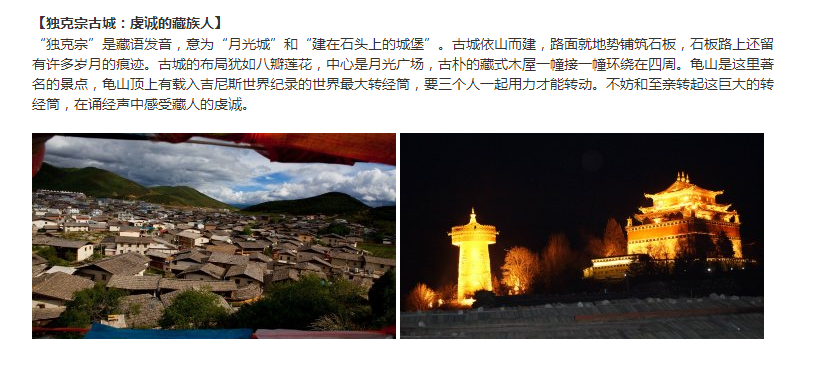 【独克宗古城：虔诚的藏族人】
“独克宗”是藏语发音，意为“月光城”和“建在石头上的城堡”。古城依山而建，路面就地势铺筑石板，石板路上还留
有许多岁月的痕迹。古城的布局犹如八瓣莲花，中心是月光广场，古朴的藏式木屋一幢接一幢环绕在四周。龟山是这里著
名的景点，龟山顶上有载入吉尼斯世界纪录的世界最大转经筒，要三个人一起用力才能转动。不妨和至亲转起这巨大的转
经筒，在诵经声中感受藏人的虔诚。